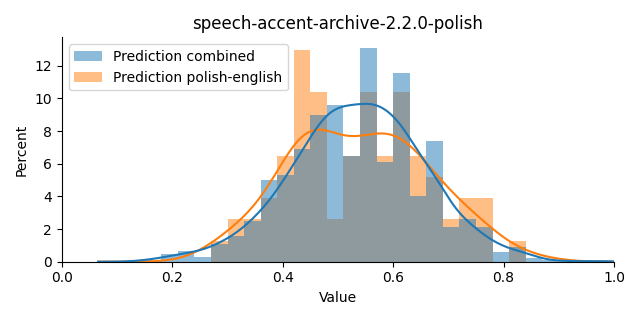 speech-accent-archive-2.2.0-polish
Prediction combined
Prediction polish-english
Percent
12
10
8
6
4
2
0
0.0 0.2 0.4 0.6 0.8 1.0
Value